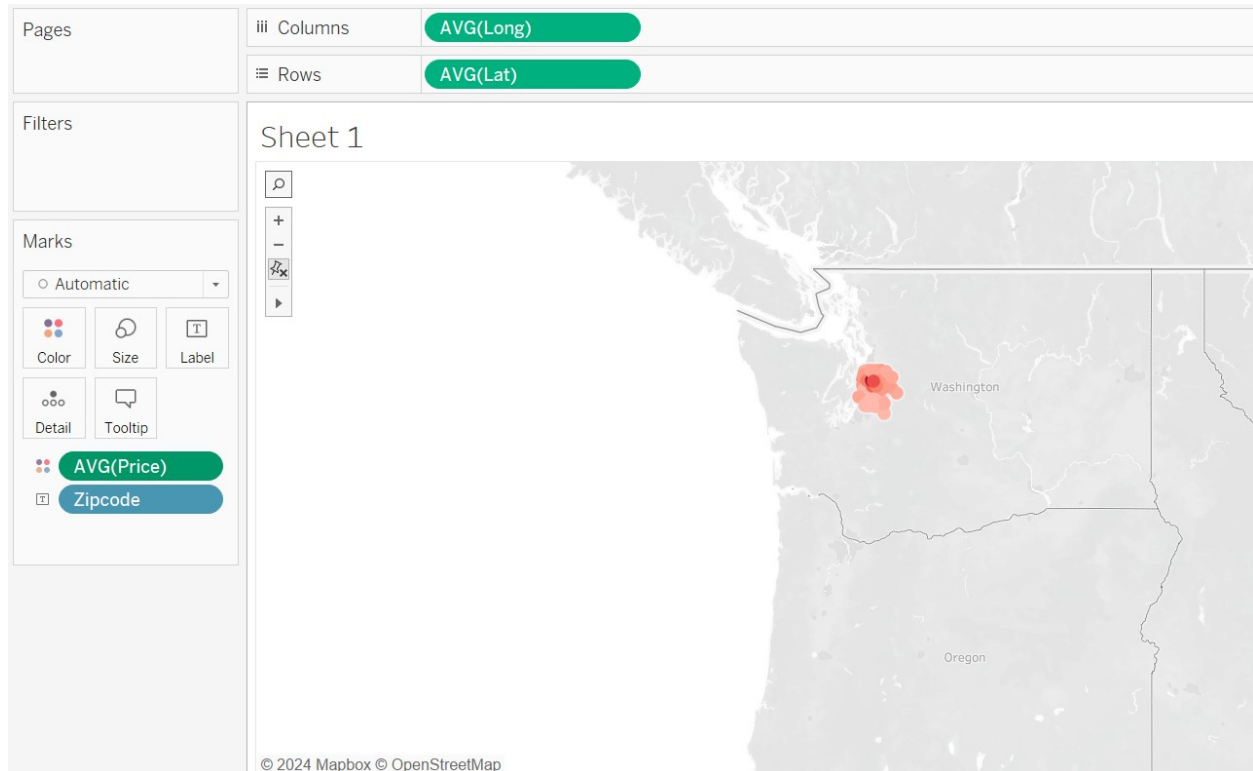 Pages
Columns
AVG(Long)
Rows
AVG(Lat)
Filters
Sheet 1
Marks
Automatic
Color
Size
T
Label
Detail
Tooltip
AVG(Price)
T
Zipcode
Washington
Oregon
© 2024 Mapbox © OpenStreetMap